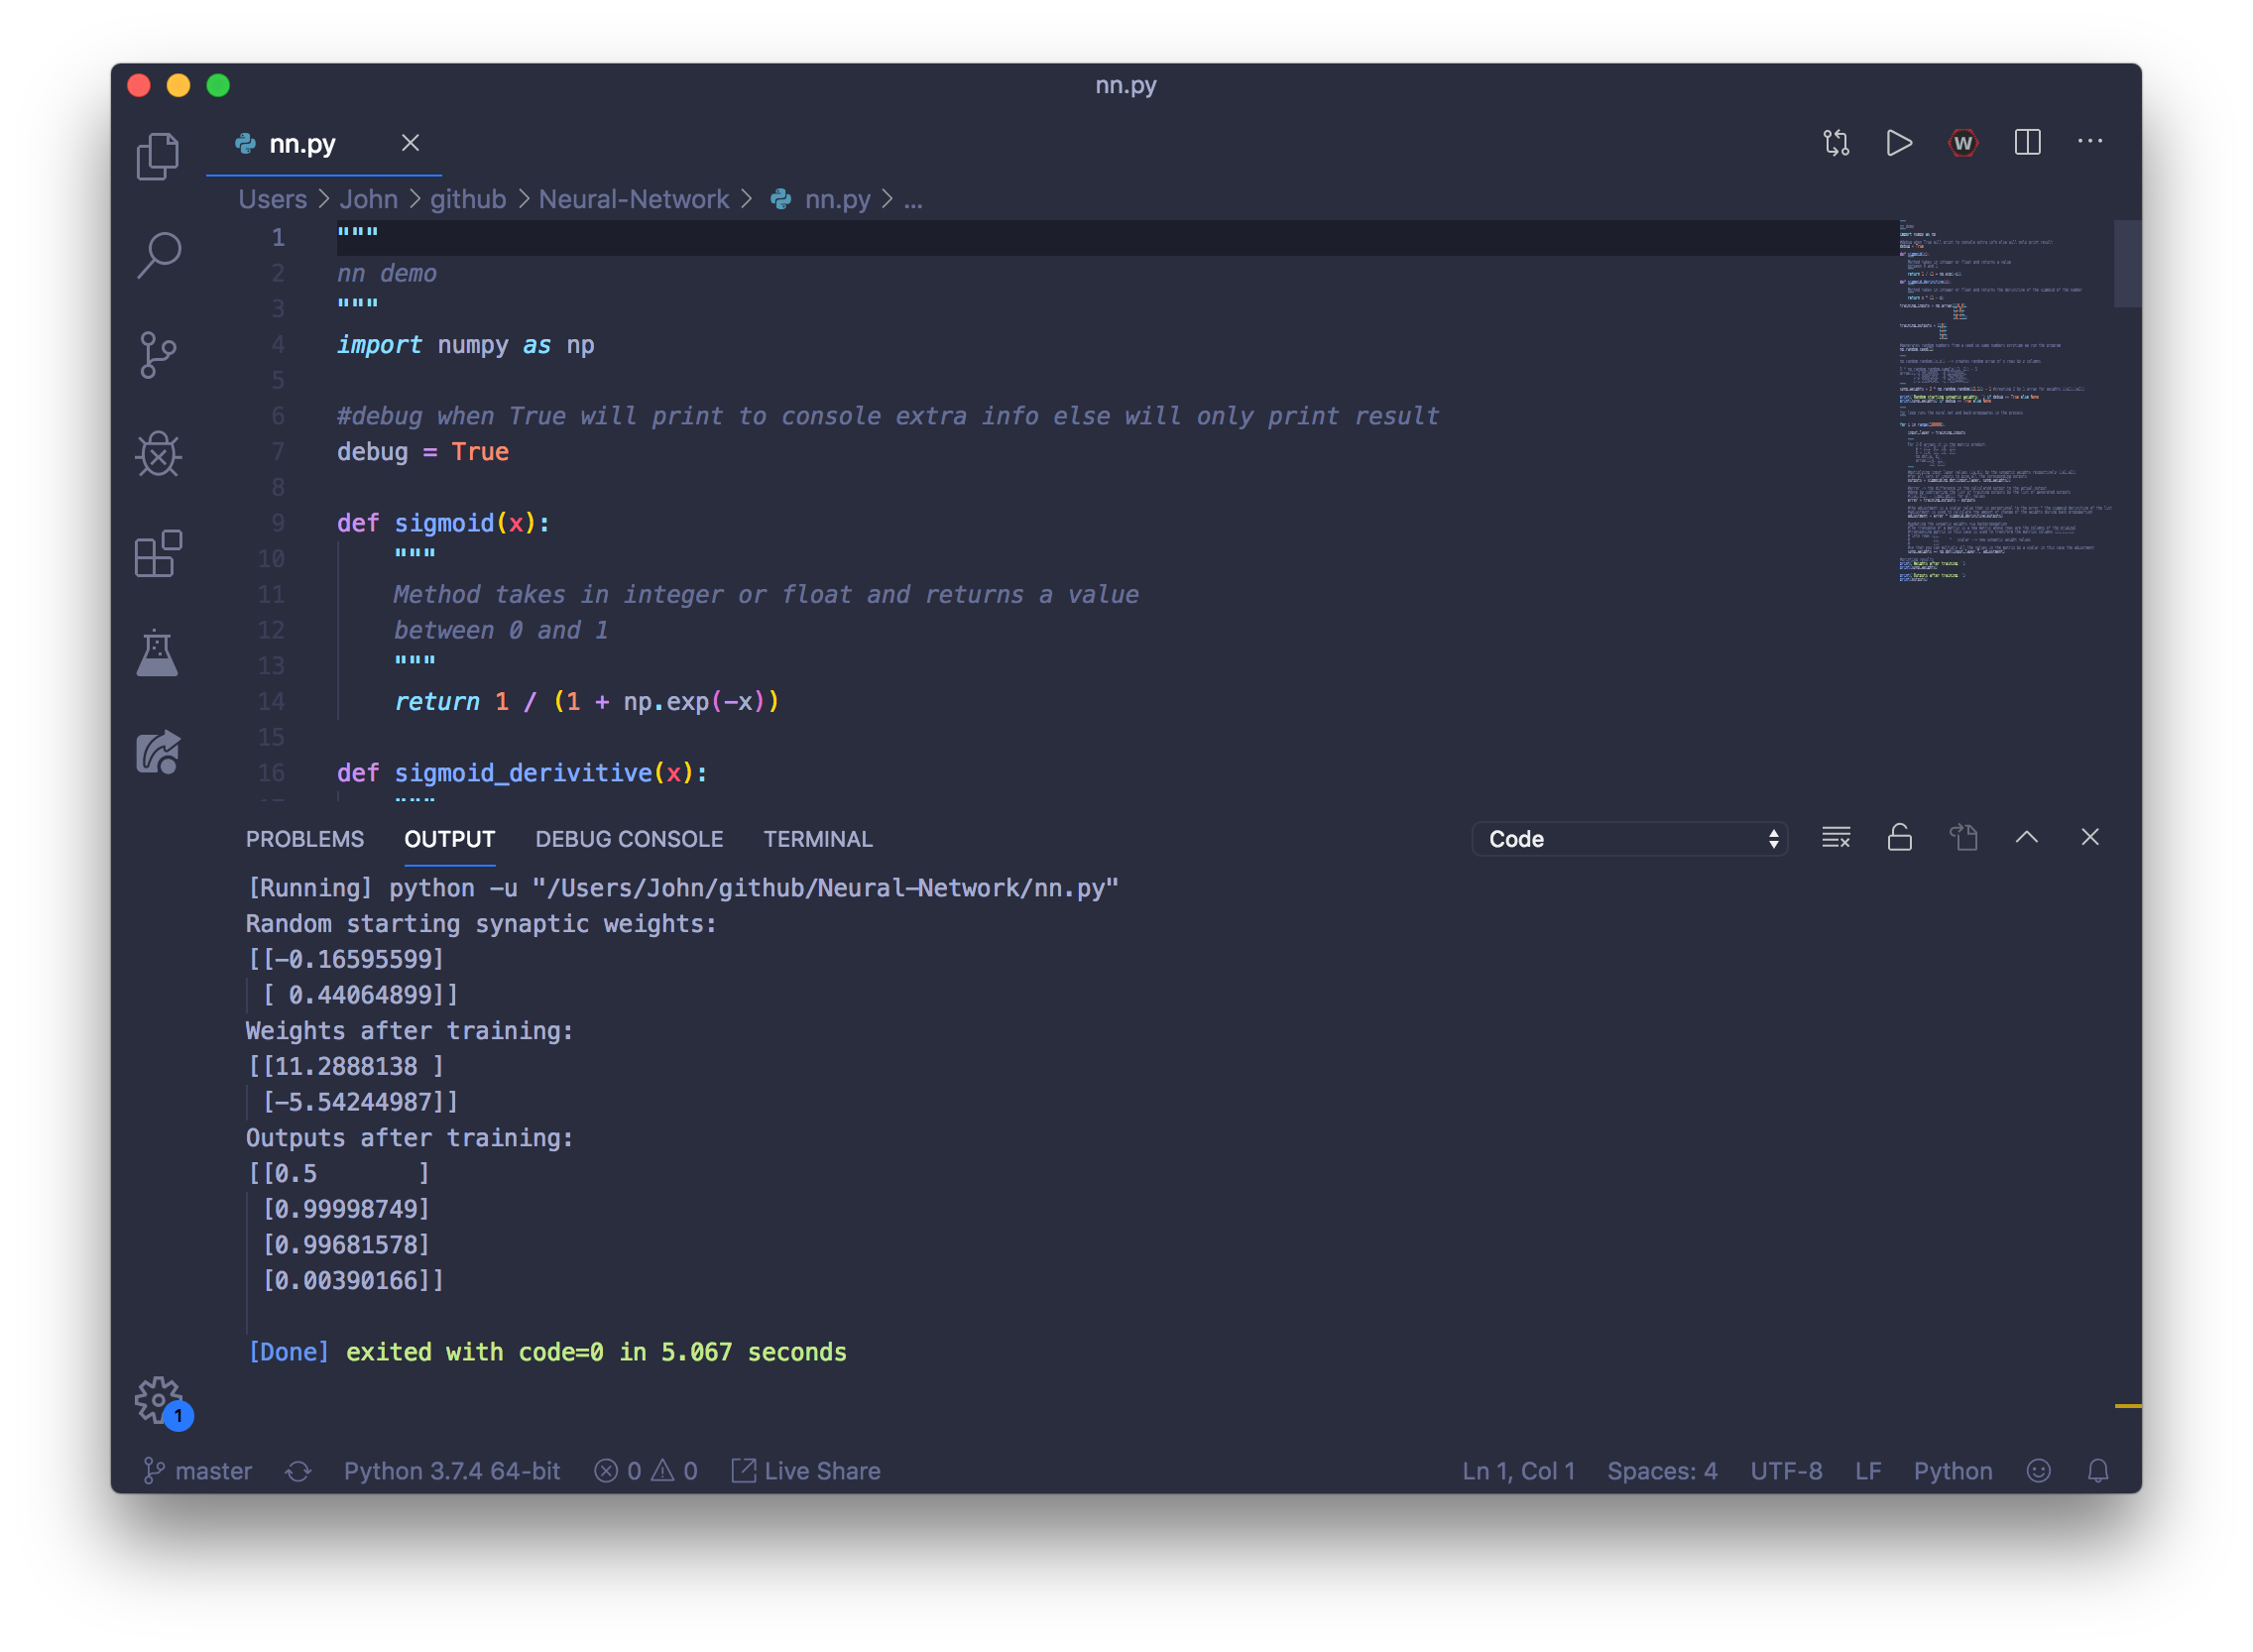 nn.py
nn.py
W
Users > John > github > Neural-Network > nn.py > ...
1 """
2 nn demo
3 """
4 import numpy as np
5
6 #debug when True will print to console extra info else will only print result
7 debug = True
8
9 def sigmoid(x):
10     """
11     Method takes in integer or float and returns a value
12     between 0 and 1
13     """
14     return 1 / (1 + np.exp(-x))
15
16 def sigmoid_derivitive(x):
17     """
PROBLEMS OUTPUT DEBUG CONSOLE TERMINAL Code
[Running] python -u "/Users/John/github/Neural-Network/nn.py"
Random starting synaptic weights:
[[-0.16595599]
 [ 0.44064899]]
Weights after training:
[[11.2888138 ]
 [-5.54244987]]
Outputs after training:
[[0.5       ]
 [0.99998749]
 [0.99681578]
 [0.00390166]]
[Done] exited with code=0 in 5.067 seconds
1
master Python 3.7.4 64-bit 0 0 Live Share Ln 1, Col 1 Spaces: 4 UTF-8 LF Python